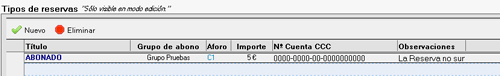 Tipos de reservas "Sólo visible en modo edición."
Nuevo Eliminar
Título Grupo de abono Aforo Importe Nº Cuenta CCC Observaciones
ABONADO Grupo Pruebas C1 5 € 0000-0000-00-0000000000 La Reserva no sur